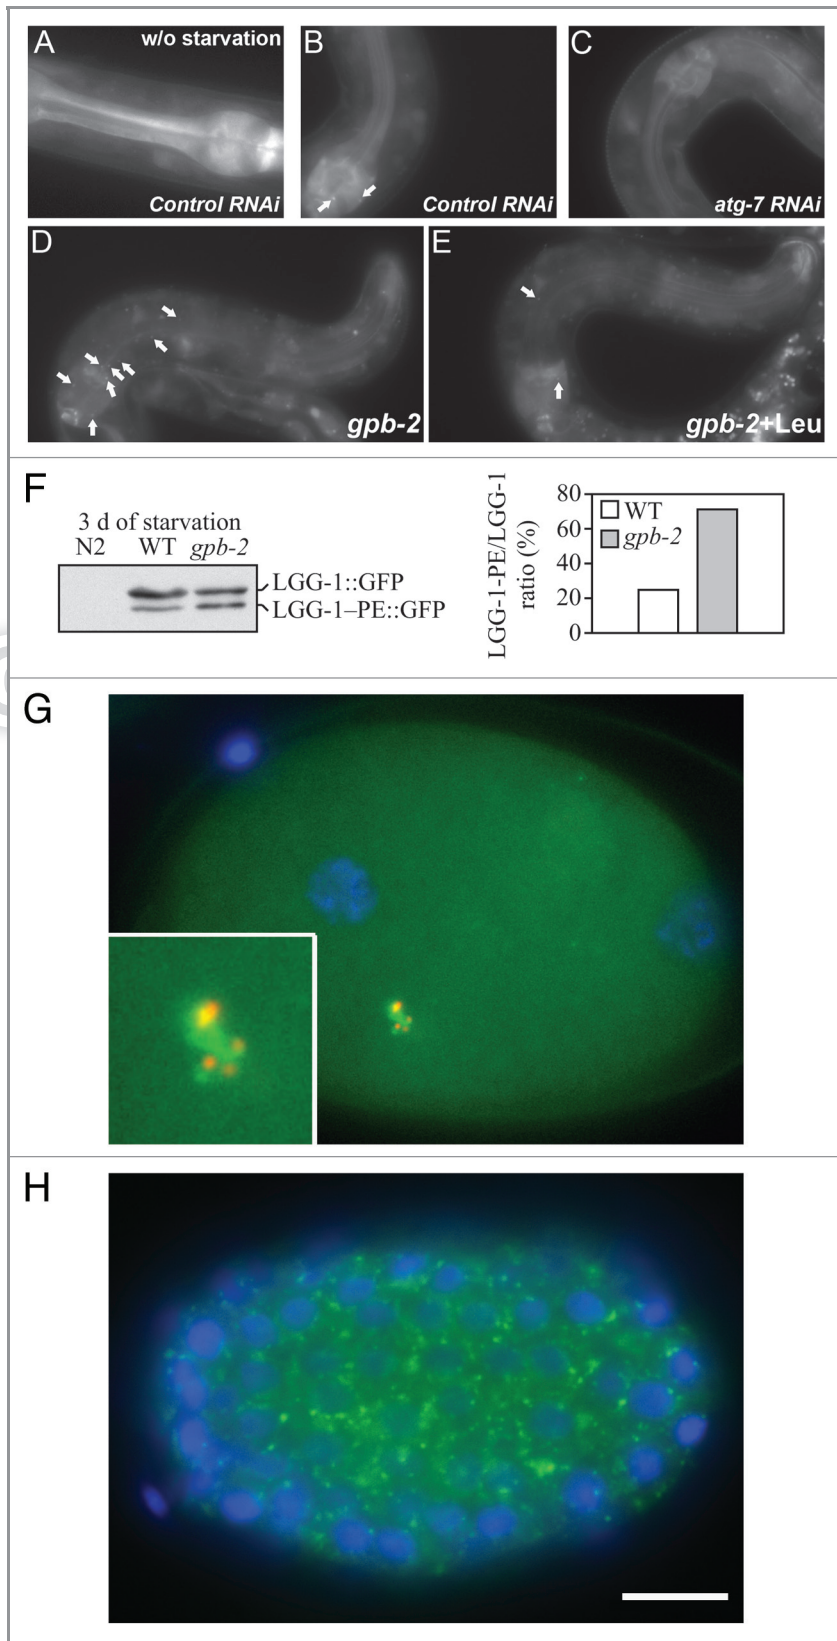 A
w/o starvation
Control RNAi
B
Control RNAi
C
atg-7 RNAi
D
gpb-2
E
gpb-2+Leu
F
3 d of starvation
N2 WT gpb-2
LGG-1::GFP
LGG-1–PE::GFP
LGG-1-PE/LGG-1
ratio (%)
80
60
40
20
0
WT
gpb-2
G
H